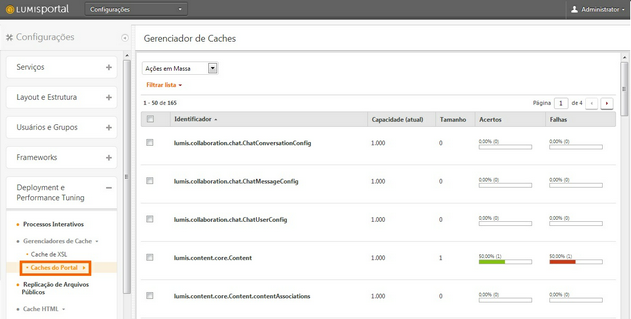 LUMISportal
Configurações
Administrador
Configurações
Gerenciador de Caches
Serviços
Layout e Estrutura
Usuários e Grupos
Frameworks
Deployment e
Performance Tuning
Processos Interativos
Gerenciadores de Cache
Cache de XSL
Caches do Portal
Replicação de Arquivos
Públicos
Cache HTML
Ações em Massa
Filtrar lista
1 - 50 de 165
Página 1 de 4
Identificador Capacidade (atual) Tamanho Acertos Falhas
lumis.collaboration.chat.ChatConversationConfig 1.000 0 0.00% (0) 0.00% (0)
lumis.collaboration.chat.ChatMessageConfig 1.000 0 0.00% (0) 0.00% (0)
lumis.collaboration.chat.ChatUserConfig 1.000 0 0.00% (0) 0.00% (0)
lumis.content.core.Content 1.000 1 50.00% (1) 50.00% (1)
lumis.content.core.Content.contentAssociations 1.000 0 0.00% (0) 0.00% (0)